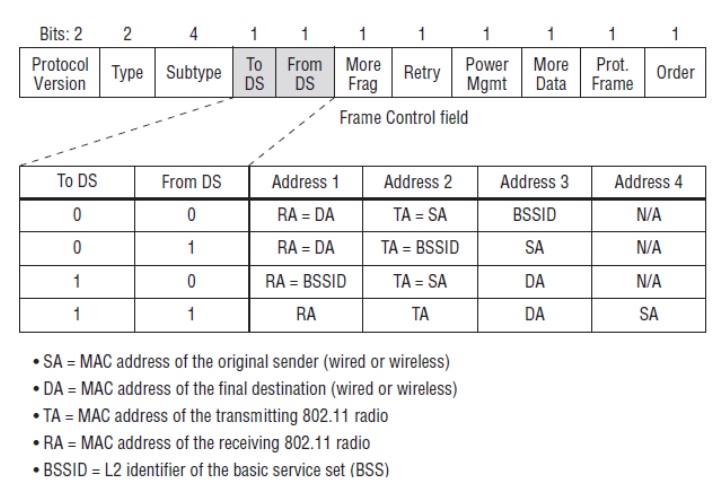 Bits: 2 2 4 1 1 1 1 1 1 1 1
Protocol Version Type Subtype To DS From DS More Frag Retry Power Mgmt More Data Prot. Frame Order
Frame Control field
To DS From DS Address 1 Address 2 Address 3 Address 4
0 0 RA = DA TA = SA BSSID N/A
0 1 RA = DA TA = BSSID SA N/A
1 0 RA = BSSID TA = SA DA N/A
1 1 RA TA DA SA
• SA = MAC address of the original sender (wired or wireless)
• DA = MAC address of the final destination (wired or wireless)
• TA = MAC address of the transmitting 802.11 radio
• RA = MAC address of the receiving 802.11 radio
• BSSID = L2 identifier of the basic service set (BSS)